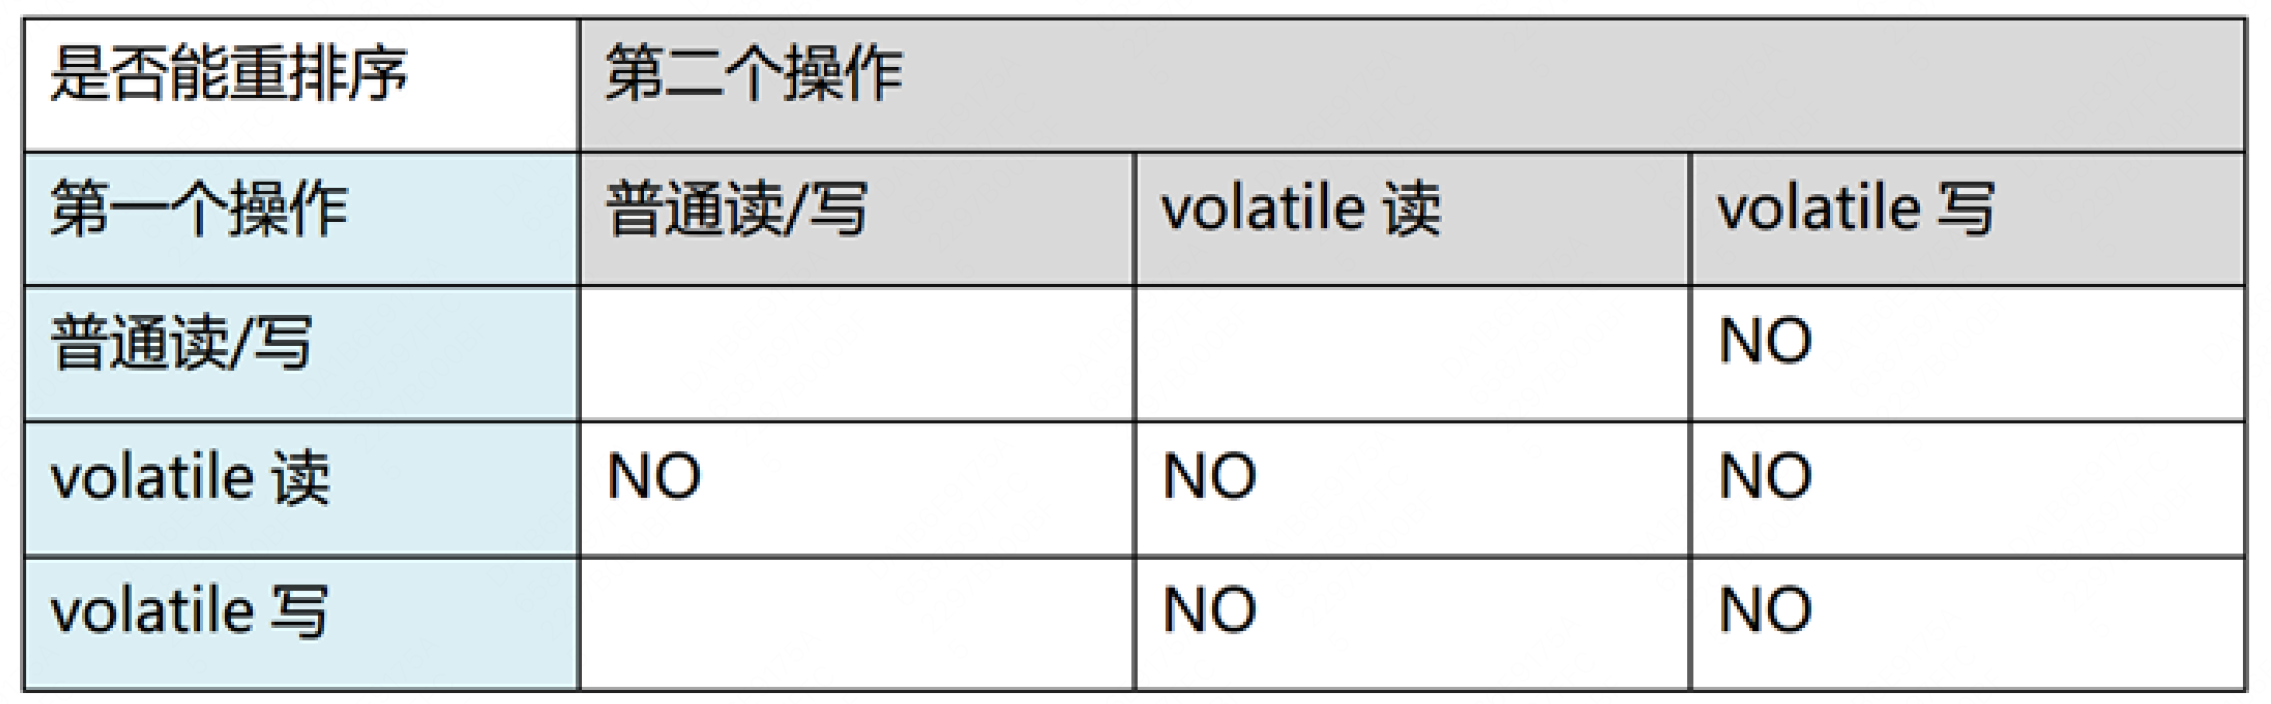 是否能重排序 第二个操作
第一个操作 普通读/写 volatile 读 volatile 写
普通读/写 NO
volatile 读 NO NO NO
volatile 写 NO NO